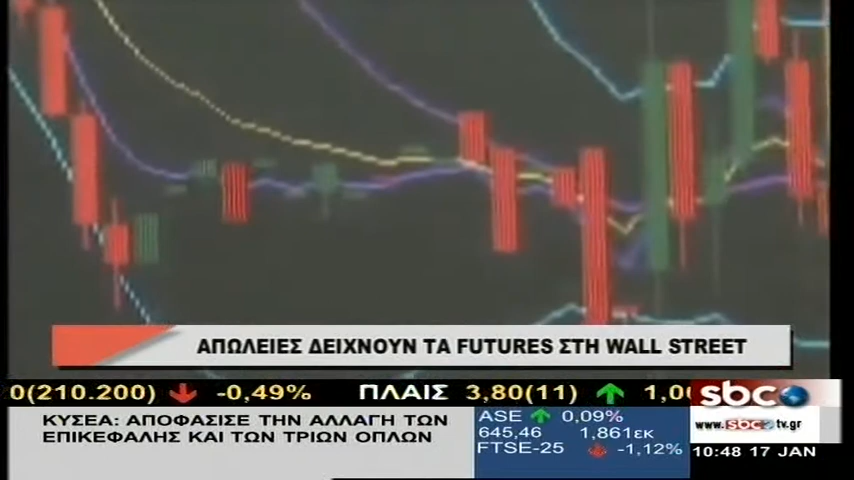 ΑΠΩΛΕΙΕΣ ΔΕΙΧΝΟΥΝ ΤΑ FUTURES ΣΤΗ WALL STREET
0(210.200) -0,49% ΠΛΑΙΣ 3,80(11) 1,0
sbc
www.sbctv.gr
10:48 17 JAN
ΚΥΣΕΑ: ΑΠΟΦΑΣΙΣΕ ΤΗΝ ΑΛΛΑΓΗ ΤΩΝ
ΕΠΙΚΕΦΑΛΗΣ ΚΑΙ ΤΩΝ ΤΡΙΩΝ ΟΠΛΩΝ
ASE 0,09%
645,46 1,861εκ
FTSE-25 -1,12%